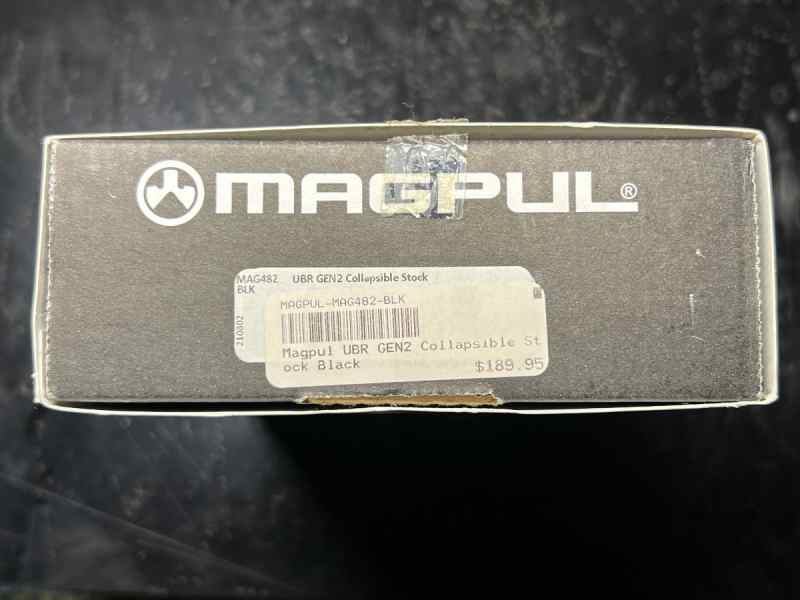 MAGPUL®
MAG482 UBR GEN2 Collapsible Stock
BLK
210802
MAGPUL-MAG482-BLK
Magpul UBR GEN2 Collapsible St
ock Black $189.95